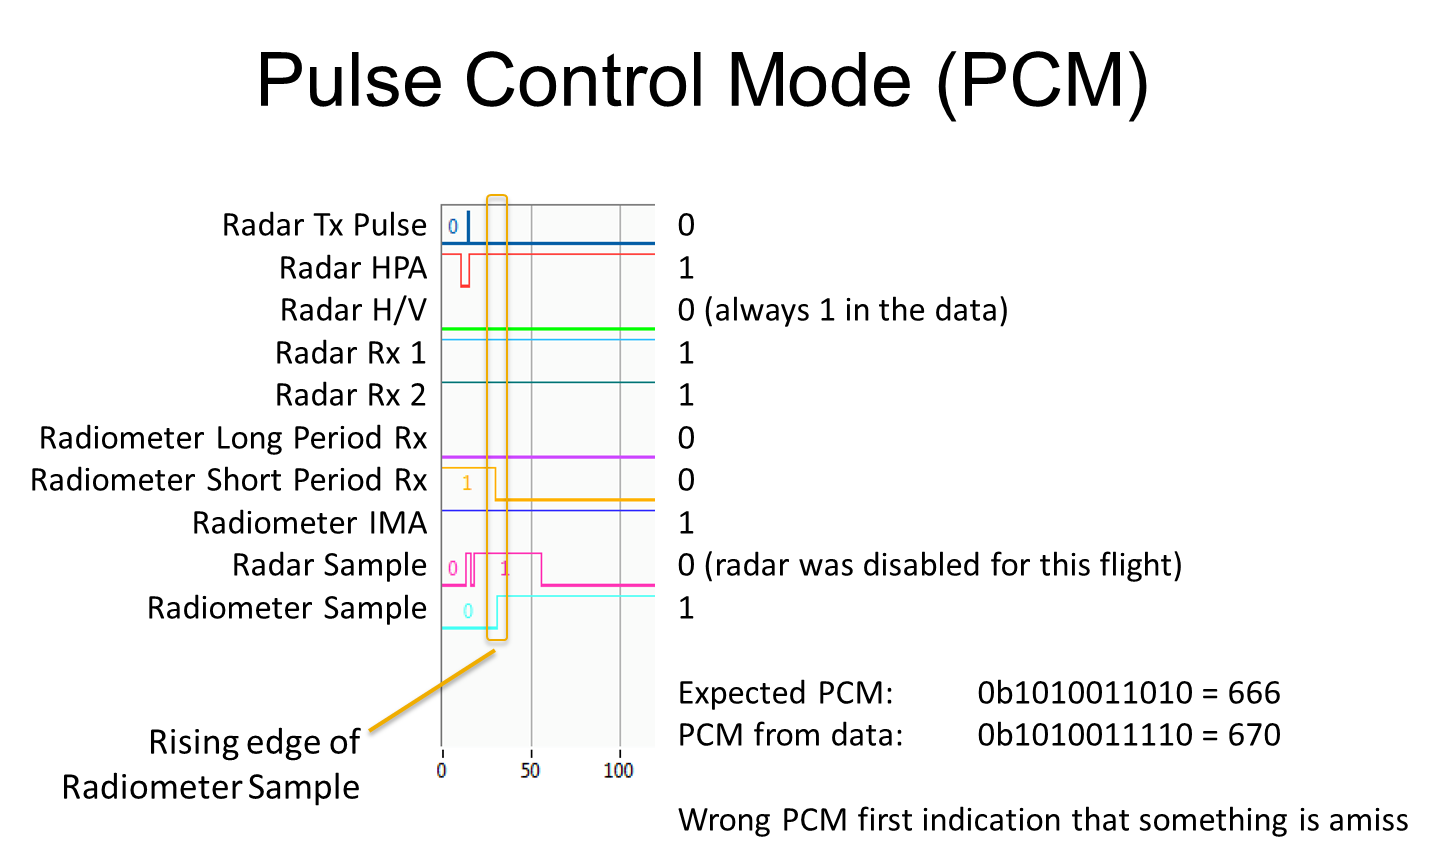 Pulse Control Mode (PCM)
Radar Tx Pulse 0 0
Radar HPA 1
Radar H/V 0 (always 1 in the data)
Radar Rx 1 1
Radar Rx 2 1
Radiometer Long Period Rx 0
Radiometer Short Period Rx 1 0
Radiometer IMA 1
Radar Sample 0 1 0 (radar was disabled for this flight)
Radiometer Sample 0 1
Expected PCM: 0b1010011010 = 666
PCM from data: 0b1010011110 = 670
Rising edge of
Radiometer Sample
0 50 100
Wrong PCM first indication that something is amiss